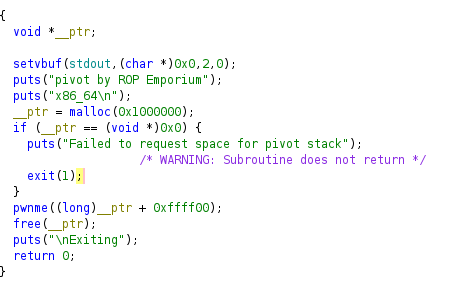 {
  void *__ptr;
  
  setvbuf(stdout,(char *)0x0,2,0);
  puts("pivot by ROP Emporium");
  puts("x86_64\n");
  __ptr = malloc(0x1000000);
  if (__ptr == (void *)0x0) {
    puts("Failed to request space for pivot stack");
                    /* WARNING: Subroutine does not return */
    exit(1);
  }
  pwnme((long)__ptr + 0xffff00);
  free(__ptr);
  puts("\nExiting");
  return 0;
}